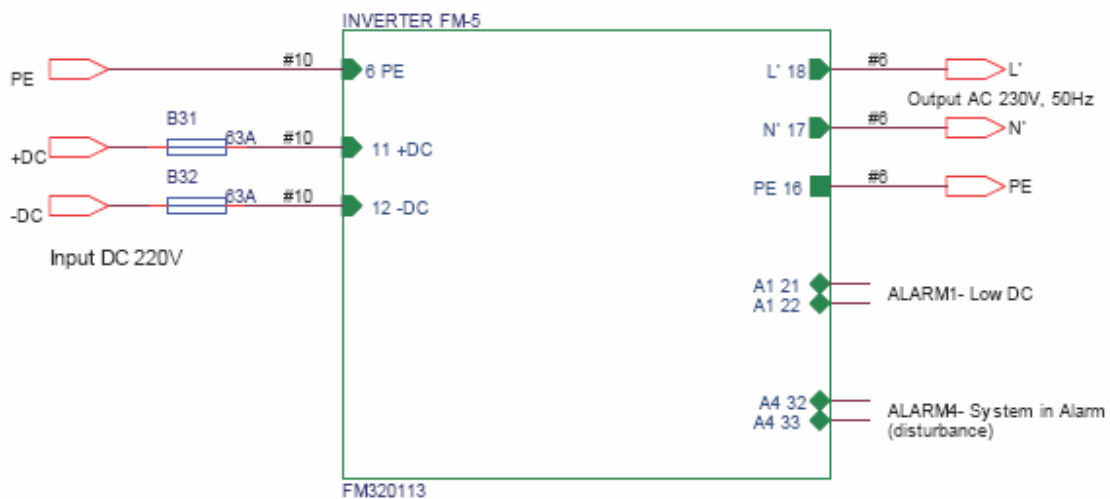 INVERTER FM-5
PE
#10
6 PE
L' 18
#6
L'
Output AC 230V, 50Hz
B31
63A
#10
+DC
11 +DC
N' 17
#6
N'
B32
63A
#10
-DC
12 -DC
PE 16
#6
PE
Input DC 220V
A1 21
A1 22
ALARM1- Low DC
A4 32
A4 33
ALARM4- System in Alarm
(disturbance)
FM320113